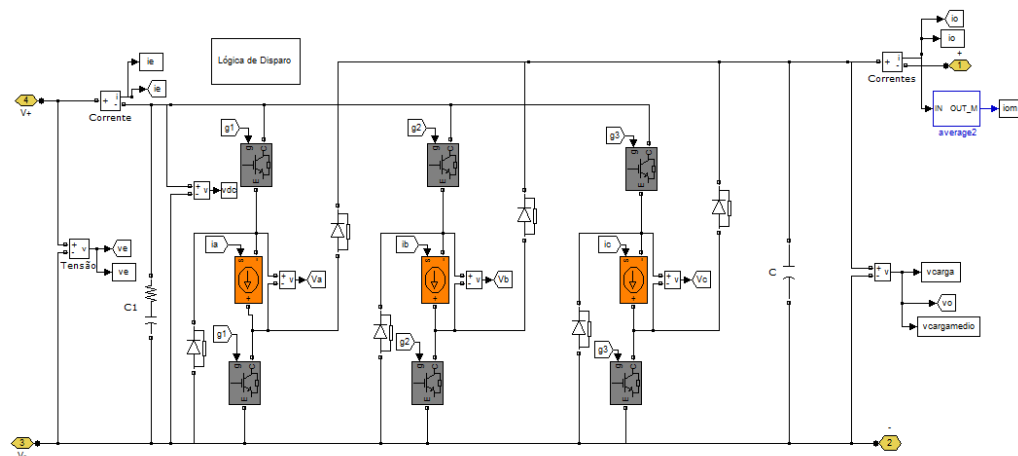 io
ie
Lógica de Disparo
io
+
4
V+
+
-
i
ie
Corrente
+
-
i
Correntes
1
IN OUT_M
iom
average2
g1
g2
g3
g
C
E
g
C
E
g
C
E
+
-
v
vdc
ve
+
-
v
Tensão
ve
ia
ib
ic
s
i
+
s
i
+
s
i
+
+
-
v
Va
+
-
v
Vb
+
-
v
Vc
C1
C
+
-
v
vcarga
vo
vcargamedio
g1
g2
g3
g
C
E
g
C
E
g
C
E
3
V-
-
2